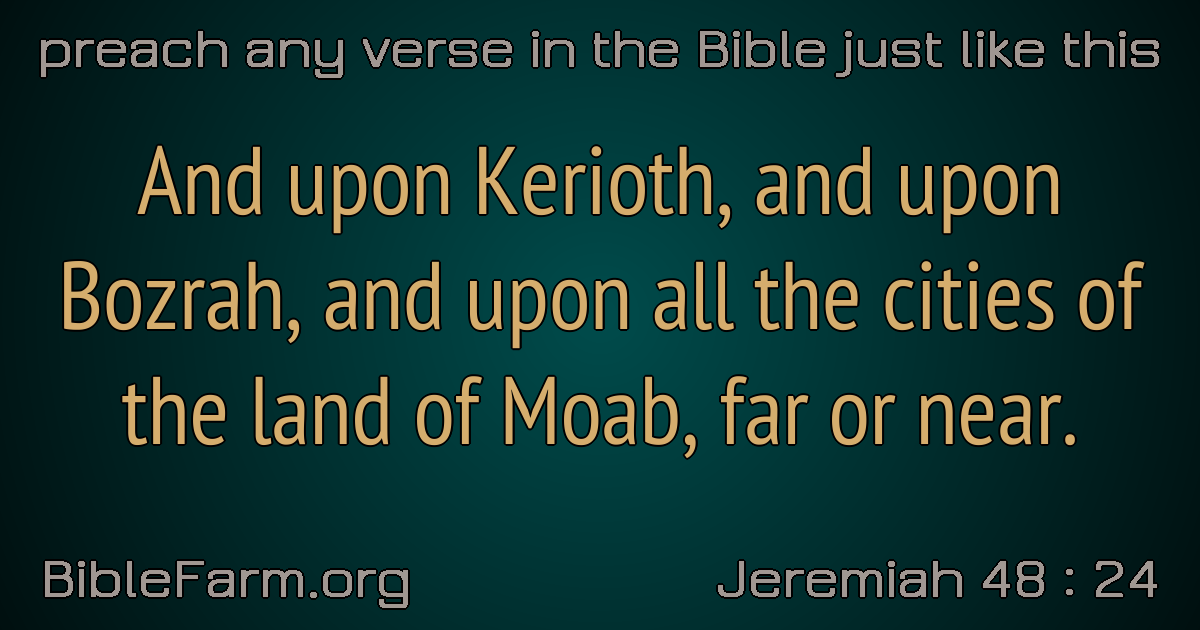 preach any verse in the Bible just like this
And upon Kerioth, and upon
Bozrah, and upon all the cities of
the land of Moab, far or near.
BibleFarm.org
Jeremiah 48 : 24